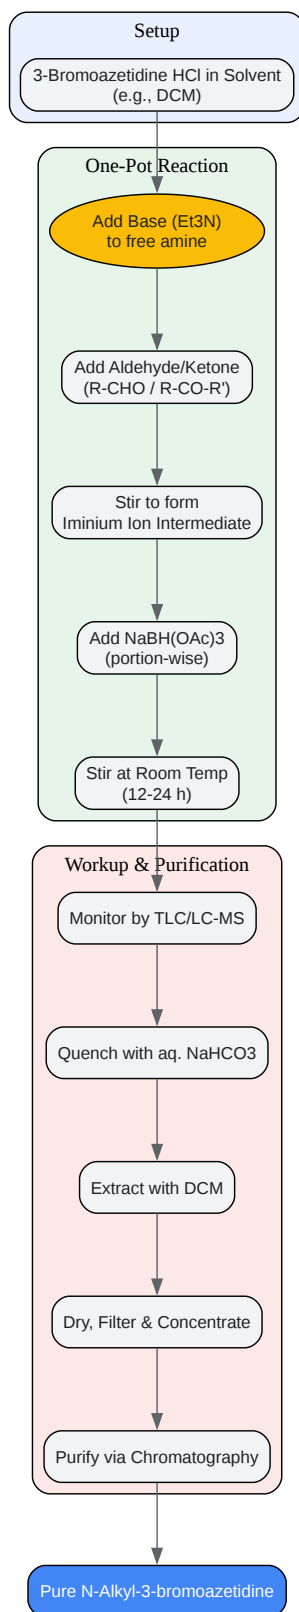 Setup
3-Bromoazetidine HCl in Solvent
(e.g., DCM)
One-Pot Reaction
Add Base (Et3N)
to free amine
Add Aldehyde/Ketone
(R-CHO / R-CO-R')
Stir to form
Iminium Ion Intermediate
Add NaBH(OAc)3
(portion-wise)
Stir at Room Temp
(12-24 h)
Workup & Purification
Monitor by TLC/LC-MS
Quench with aq. NaHCO3
Extract with DCM
Dry, Filter & Concentrate
Purify via Chromatography
Pure N-Alkyl-3-bromoazetidine